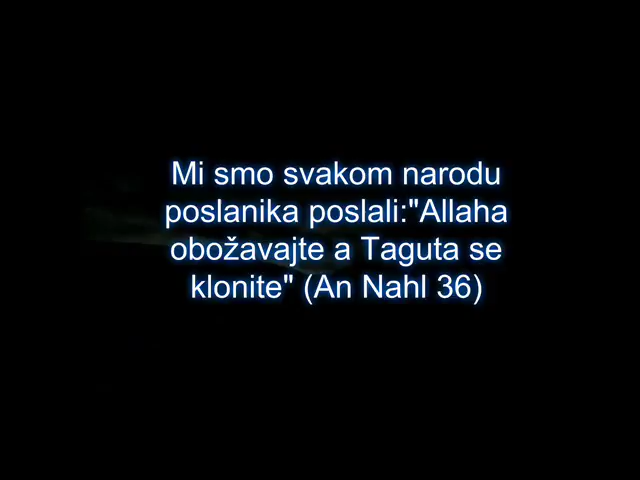 Mi smo svakom narodu
poslanika poslali:"Allaha
obožavajte a Taguta se
klonite" (An Nahl 36)